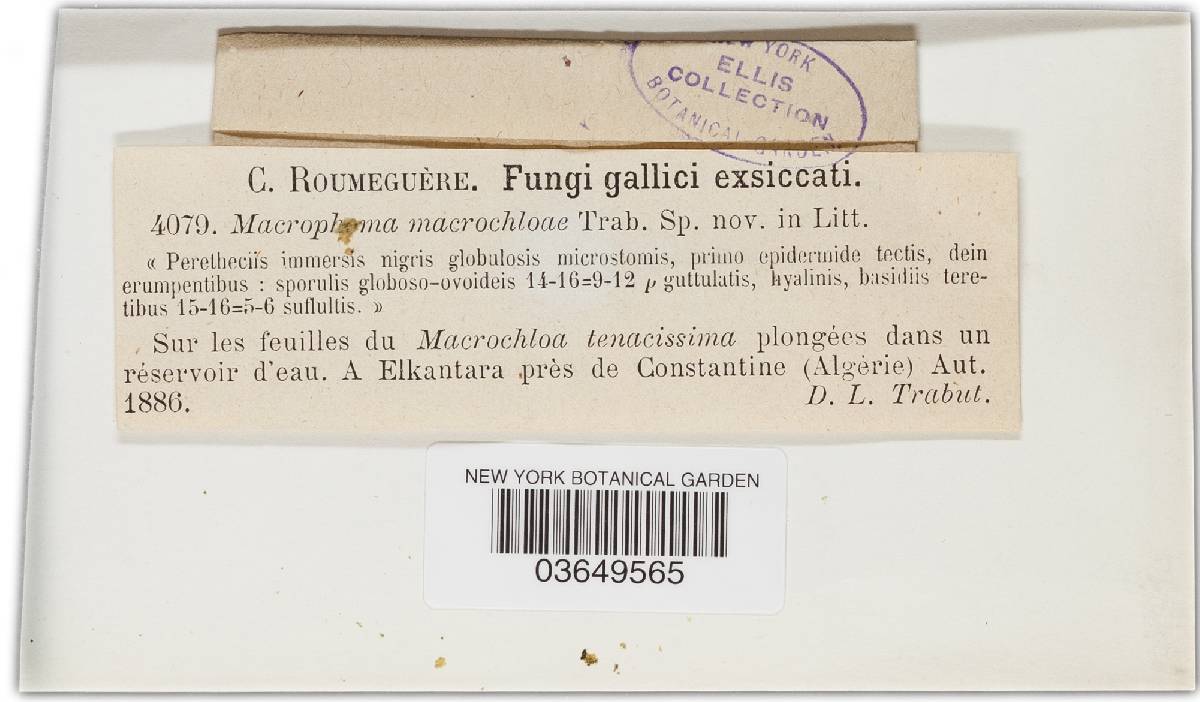 NEW YORK
ELLIS
COLLECTION
BOTANICAL GARDEN
C. ROUMEGUÈRE. Fungi gallici exsiccati.
4079. Macrophoma macrochloae Trab. Sp. nov. in Litt.
« Peretheciis immersis nigris globulosis microstomis, primo epidermide tectis, dein
erumpentibus : sporulis globoso-ovoideis 14-16=9-12 μ guttulatis, hyalinis, basidiis tere-
tibus 15-16=5-6 suflultis. »
Sur les feuilles du Macrochloa tenacissima plongées dans un
réservoir d'eau. A Elkantara près de Constantine (Algérie) Aut.
1886. D. L. Trabut.
NEW YORK BOTANICAL GARDEN
03649565